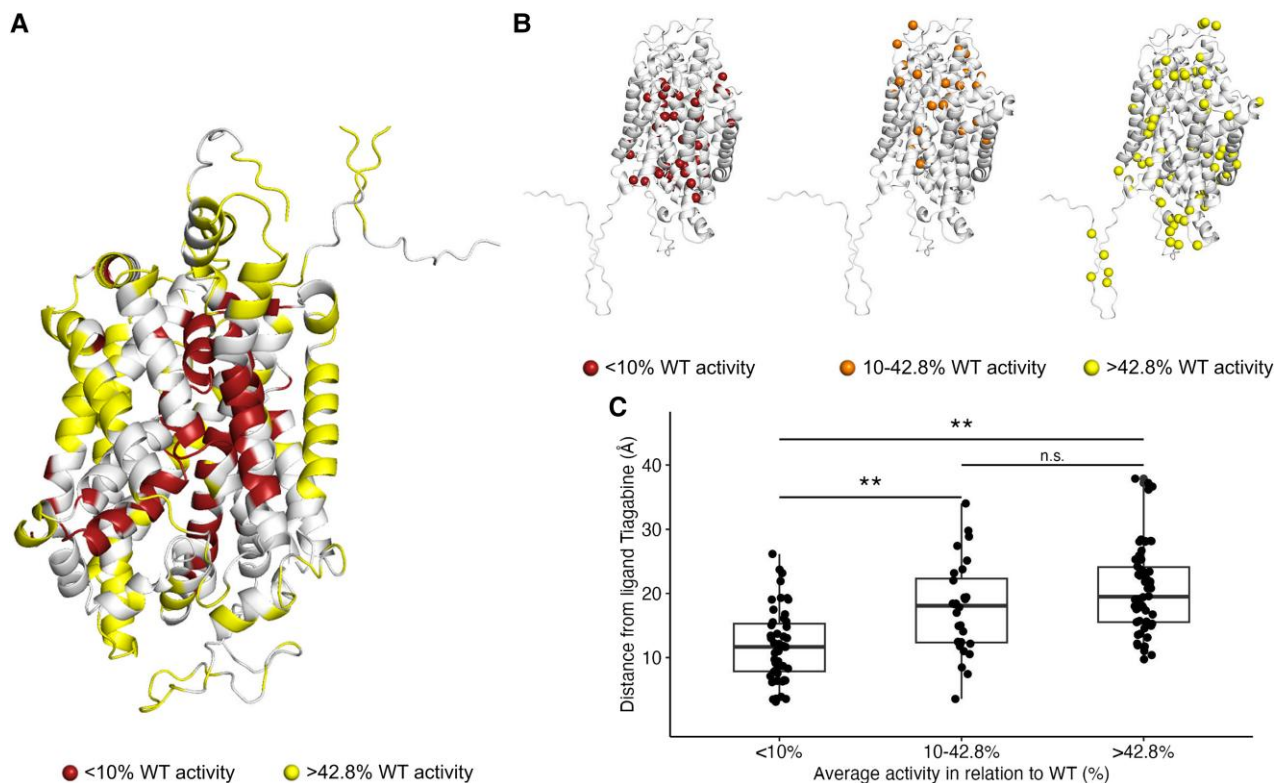 A
B
<10% WT activity
10-42.8% WT activity
>42.8% WT activity
<10% WT activity
>42.8% WT activity
C
**
n.s.
**
Distance from ligand Tiagabine (Å)
40
30
20
10
<10%
10-42.8%
>42.8%
Average activity in relation to WT (%)